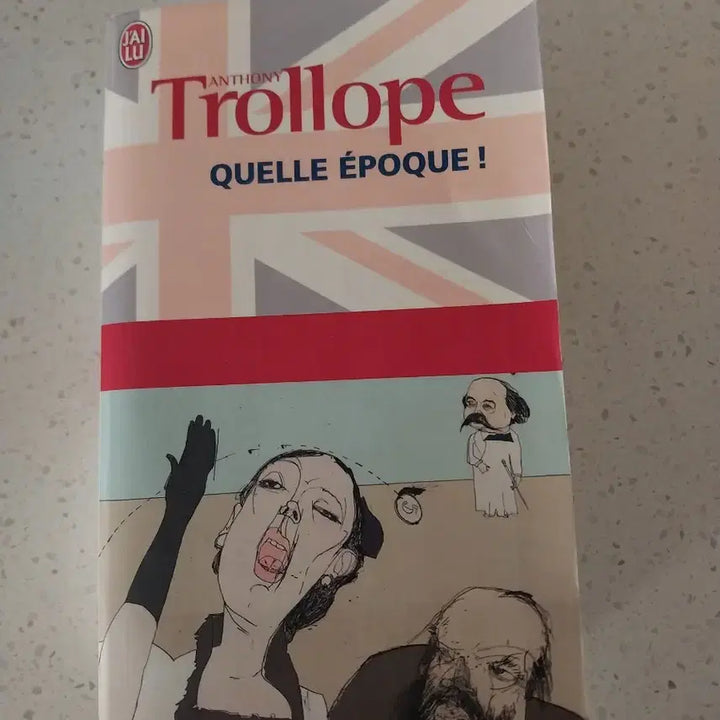 J'AI
LU
ANTHONY
Trollope
QUELLE ÉPOQUE !